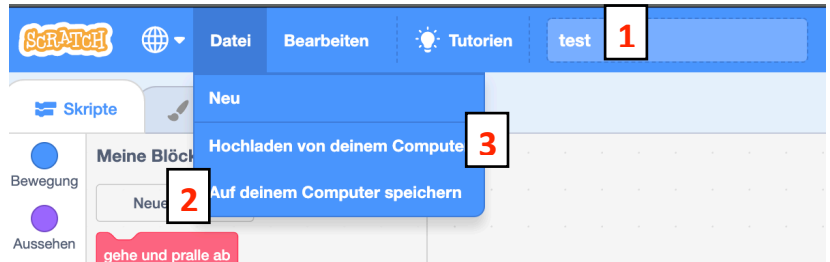 SCRATCH Datei Bearbeiten Tutorien test 1
Skripte Neu
Hochladen von deinem Compute 3
Meine Blöck
Bewegung
Neue 2 Auf deinem Computer speichern
Aussehen
gehe und pralle ab